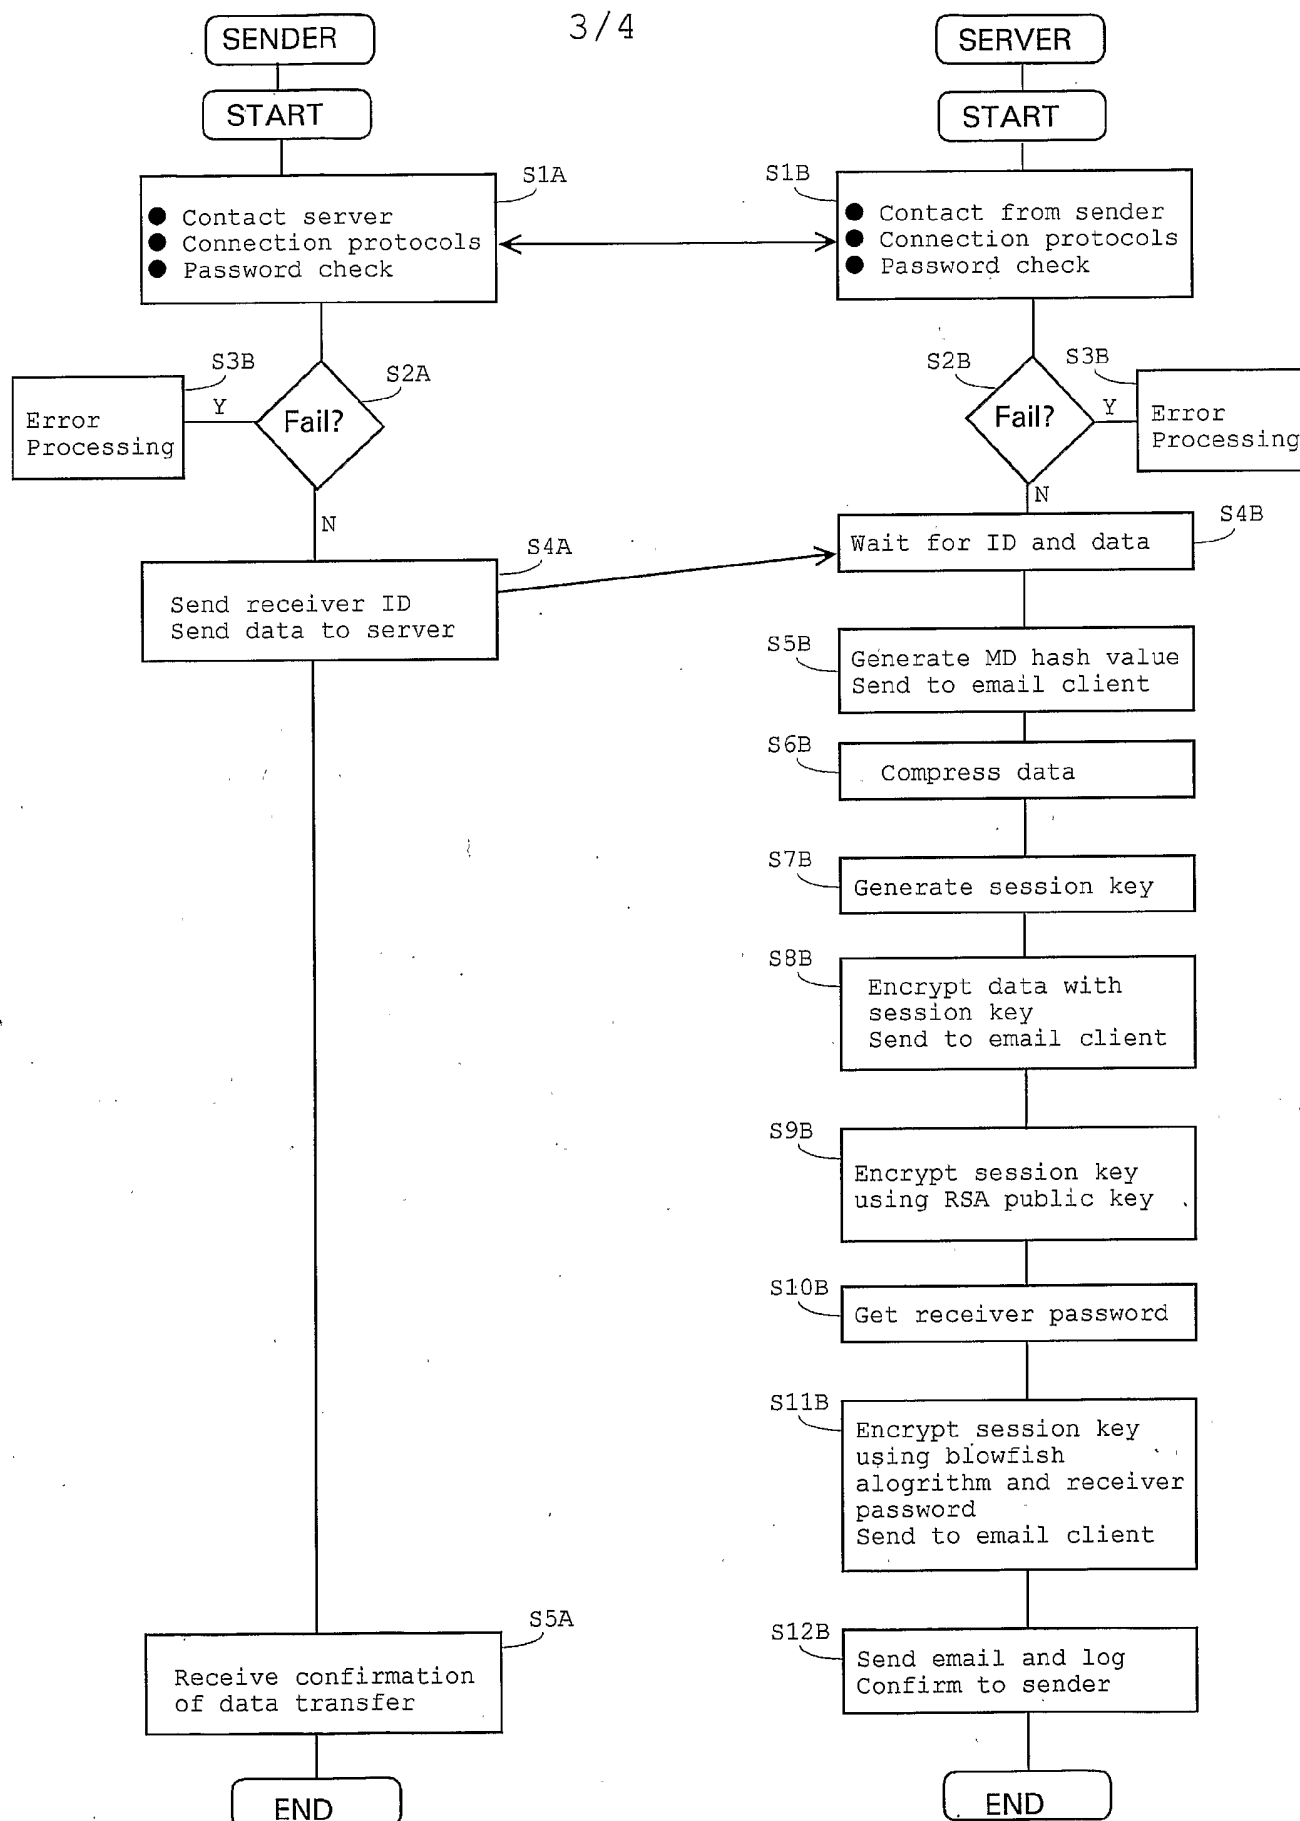 3/4
SENDER
START
S1A
● Contact server
● Connection protocols
● Password check
S3B
S2A
Error
Processing
Y
Fail?
N
S4A
Send receiver ID
Send data to server
S5A
Receive confirmation
of data transfer
END
SERVER
START
S1B
● Contact from sender
● Connection protocols
● Password check
S2B
S3B
Fail?
Y
Error
Processing
N
S4B
Wait for ID and data
S5B
Generate MD hash value
Send to email client
S6B
Compress data
S7B
Generate session key
S8B
Encrypt data with
session key
Send to email client
S9B
Encrypt session key
using RSA public key
S10B
Get receiver password
S11B
Encrypt session key
using blowfish
alogrithm and receiver
password
Send to email client
S12B
Send email and log
Confirm to sender
END